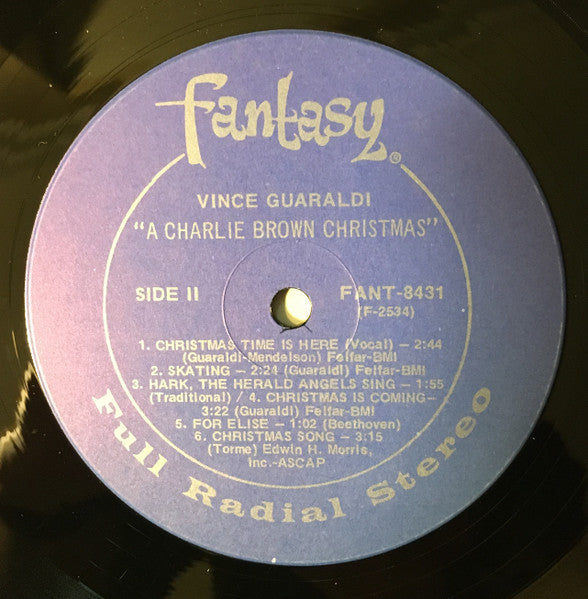 fantasy®
VINCE GUARALDI
"A CHARLIE BROWN CHRISTMAS"
SIDE II
FANT-8431
(F-2534)
1. CHRISTMAS TIME IS HERE (Vocal) – 2:44
(Guaraldi-Mendelson) Felfar-BMI
2. SKATING – 2:24 (Guaraldi) Felfar-BMI
3. HARK, THE HERALD ANGELS SING – 1:55
(Traditional) / 4. CHRISTMAS IS COMING–
3:22 (Guaraldi) Felfar-BMI
5. FOR ELISE – 1:02 (Beethoven)
6. CHRISTMAS SONG – 3:15
(Torme) Edwin H. Morris,
Inc.-ASCAP
Full Radial Stereo